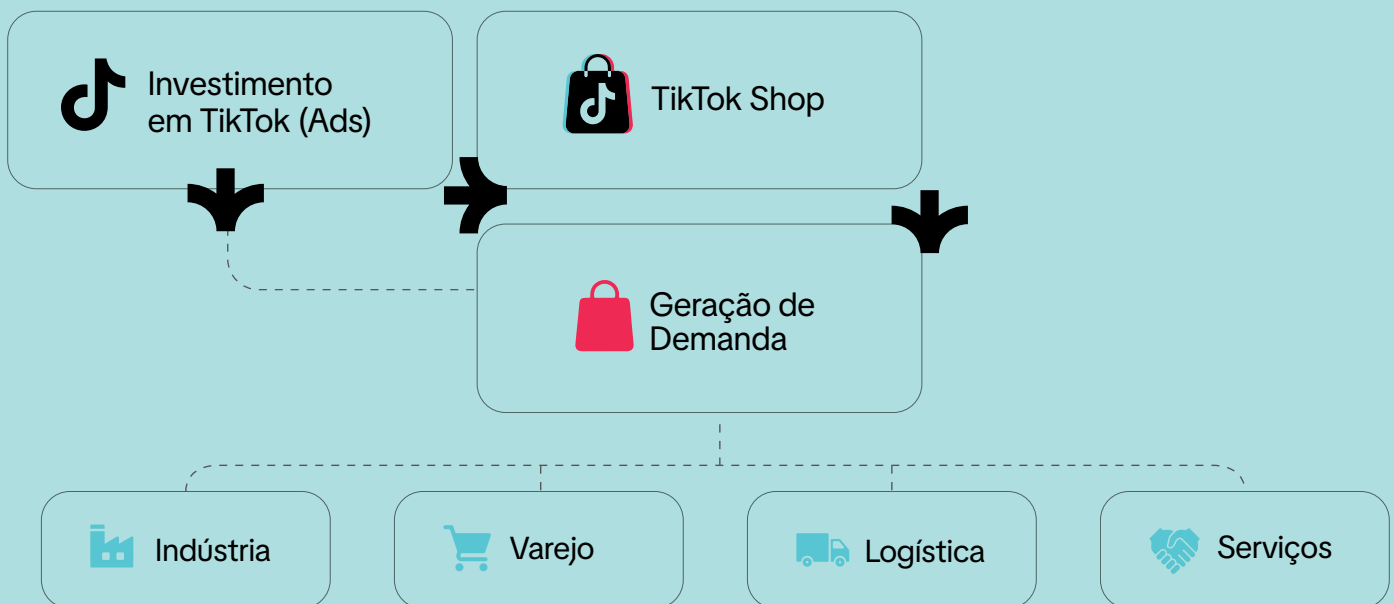 Investimento
em TikTok (Ads)
TikTok Shop
Geração de
Demanda
Indústria
Varejo
Logística
Serviços